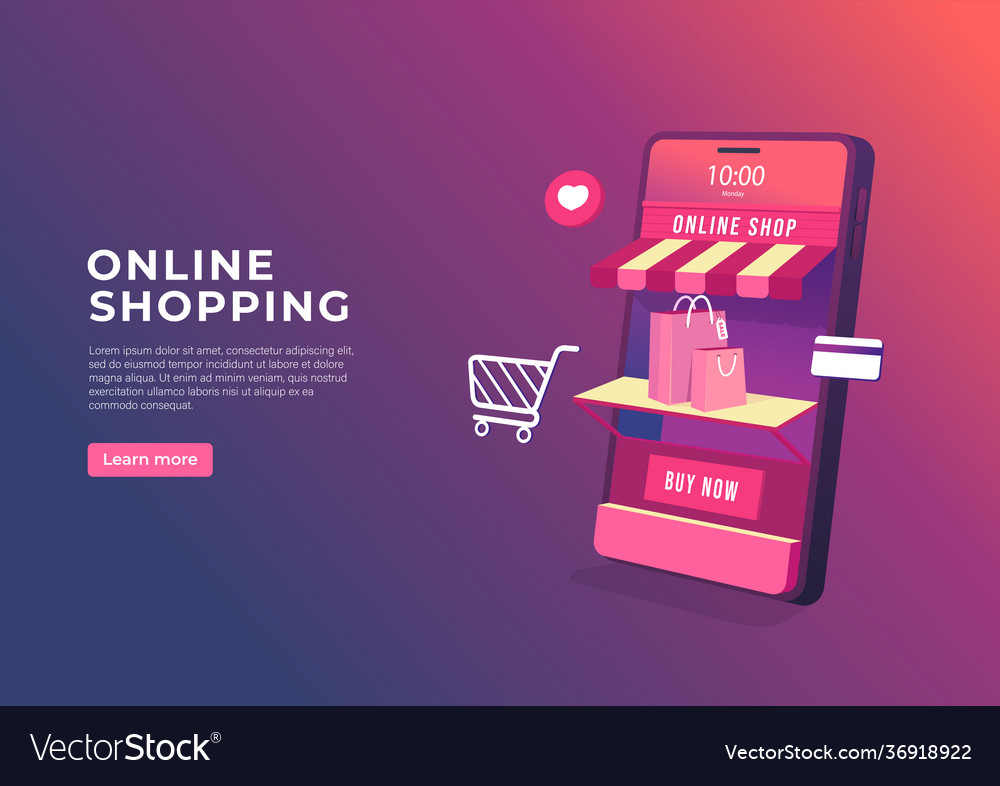 ONLINE
SHOPPING
Lorem ipsum dolor sit amet, consectetur adipiscing elit,
sed do eiusmod tempor incididunt ut labore et dolore
magna aliqua. Ut enim ad minim veniam, quis nostrud
exercitation ullamco laboris nisi ut aliquip ex ea
commodo consequat.
Learn more
10:00
Monday
ONLINE SHOP
SALE
BUY NOW
VectorStock®
VectorStock.com/36918922